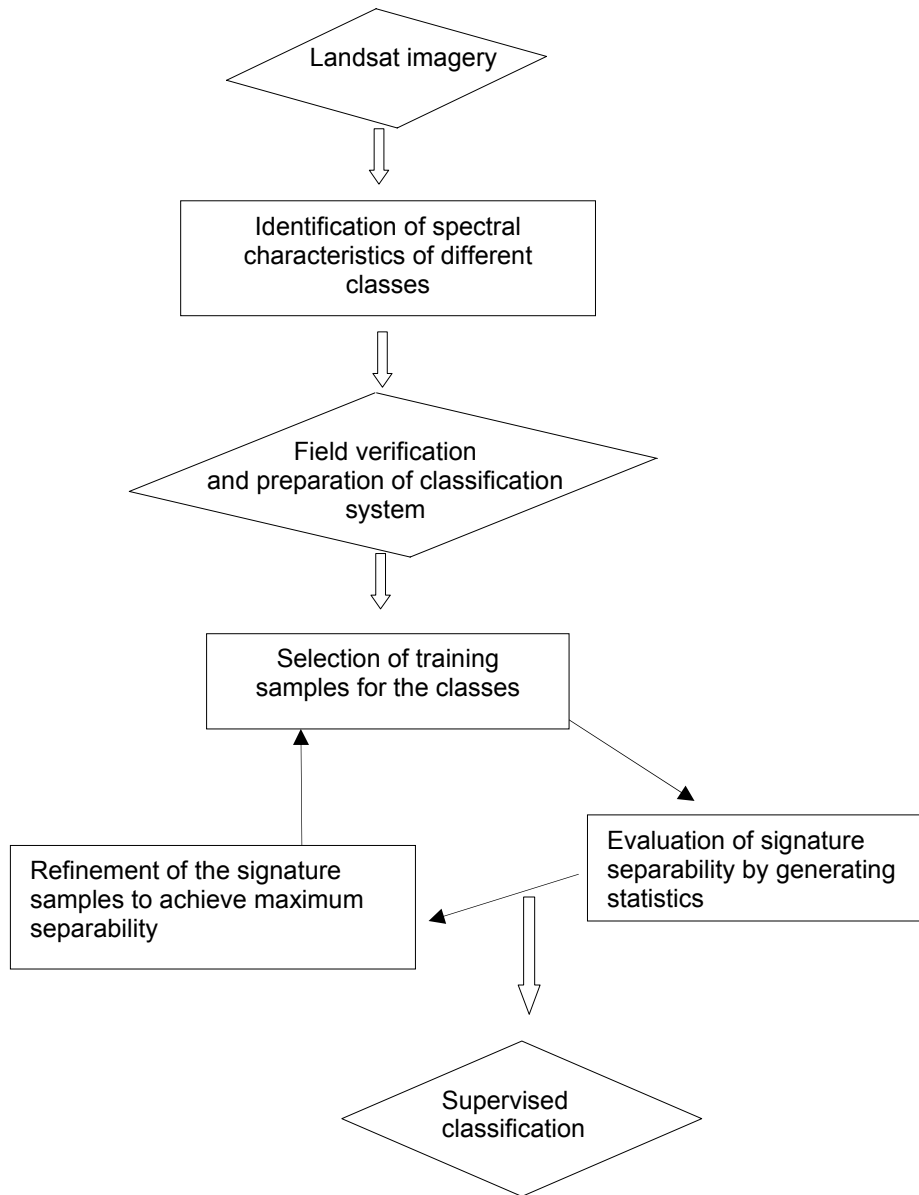 Landsat imagery
Identification of spectral
characteristics of different
classes
Field verification
and preparation of classification
system
Selection of training
samples for the classes
Evaluation of signature
separability by generating
statistics
Refinement of the signature
samples to achieve maximum
separability
Supervised
classification